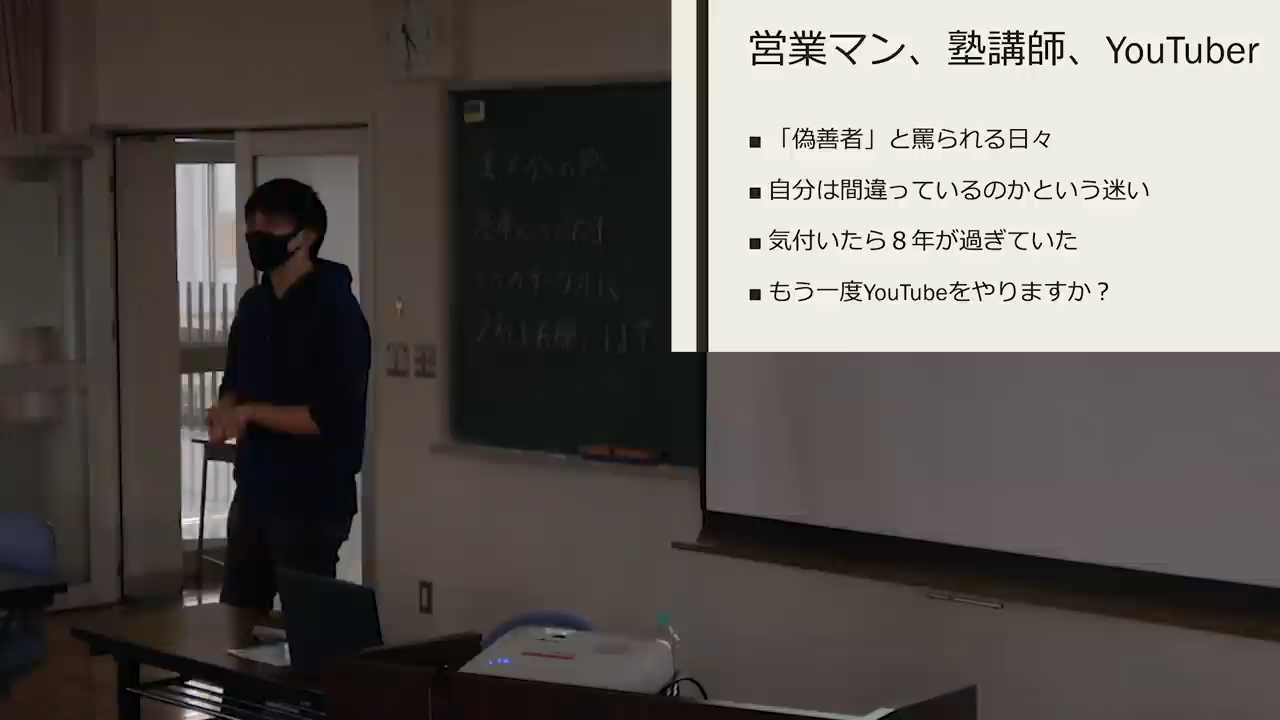 営業マン、塾講師、YouTuber
■ 「偽善者」と罵られる日々
■ 自分は間違っているのかという迷い
■ 気付いたら８年が過ぎていた
■ もう一度YouTubeをやりますか？